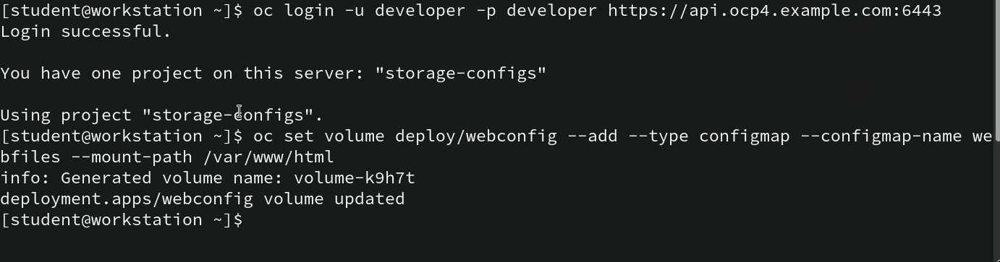 [student@workstation ~]$ oc login -u developer -p developer https://api.ocp4.example.com:6443
Login successful.
You have one project on this server: "storage-configs"
Using project "storage-configs".
[student@workstation ~]$ oc set volume deploy/webconfig --add --type configmap --configmap-name we
bfiles --mount-path /var/www/html
info: Generated volume name: volume-k9h7t
deployment.apps/webconfig volume updated
[student@workstation ~]$